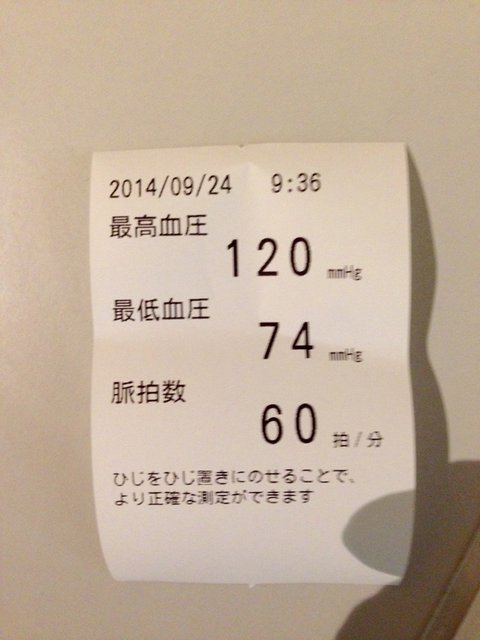 2014/09/24 9:36
最高血圧
120 mmHg
最低血圧
74 mmHg
脈拍数
60 拍/分
ひじをひじ置きにのせることで、
より正確な測定ができます